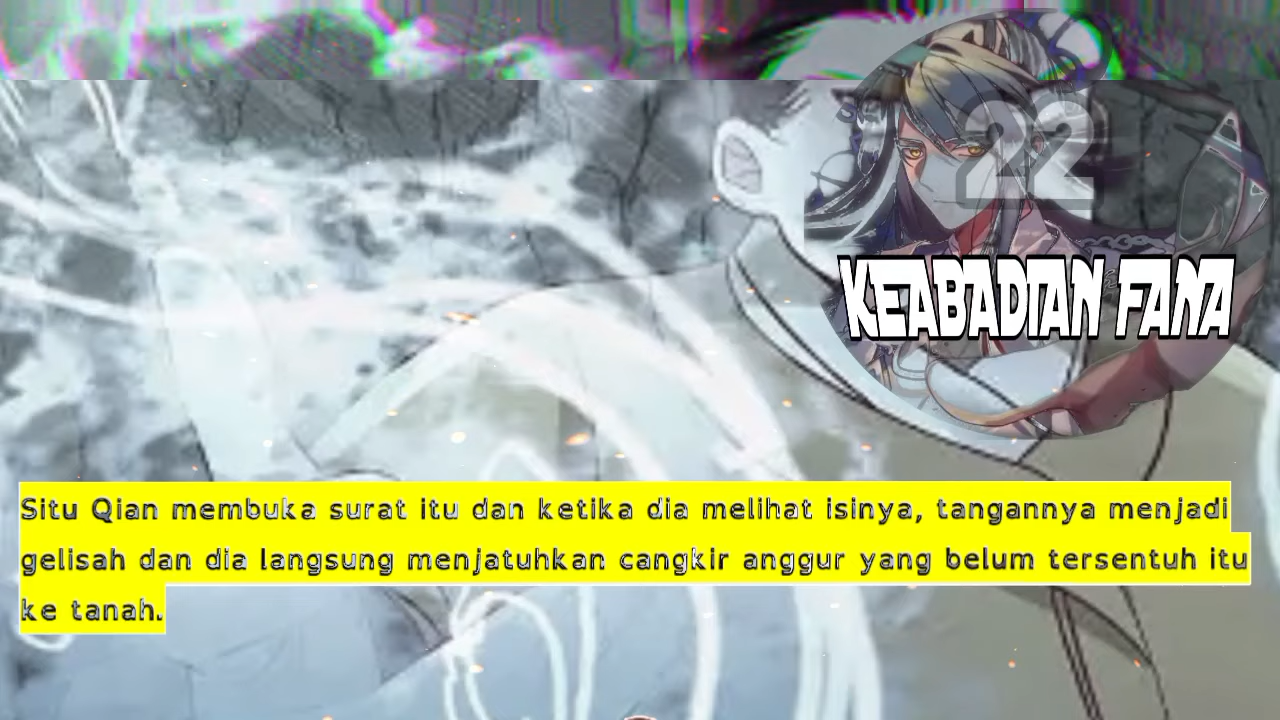 22
KEABADIAN FANA
Situ Qian membuka surat itu dan ketika dia melihat isinya, tangannya menjadi
gelisah dan dia langsung menjatuhkan cangkir anggur yang belum tersentuh itu
ke tanah.